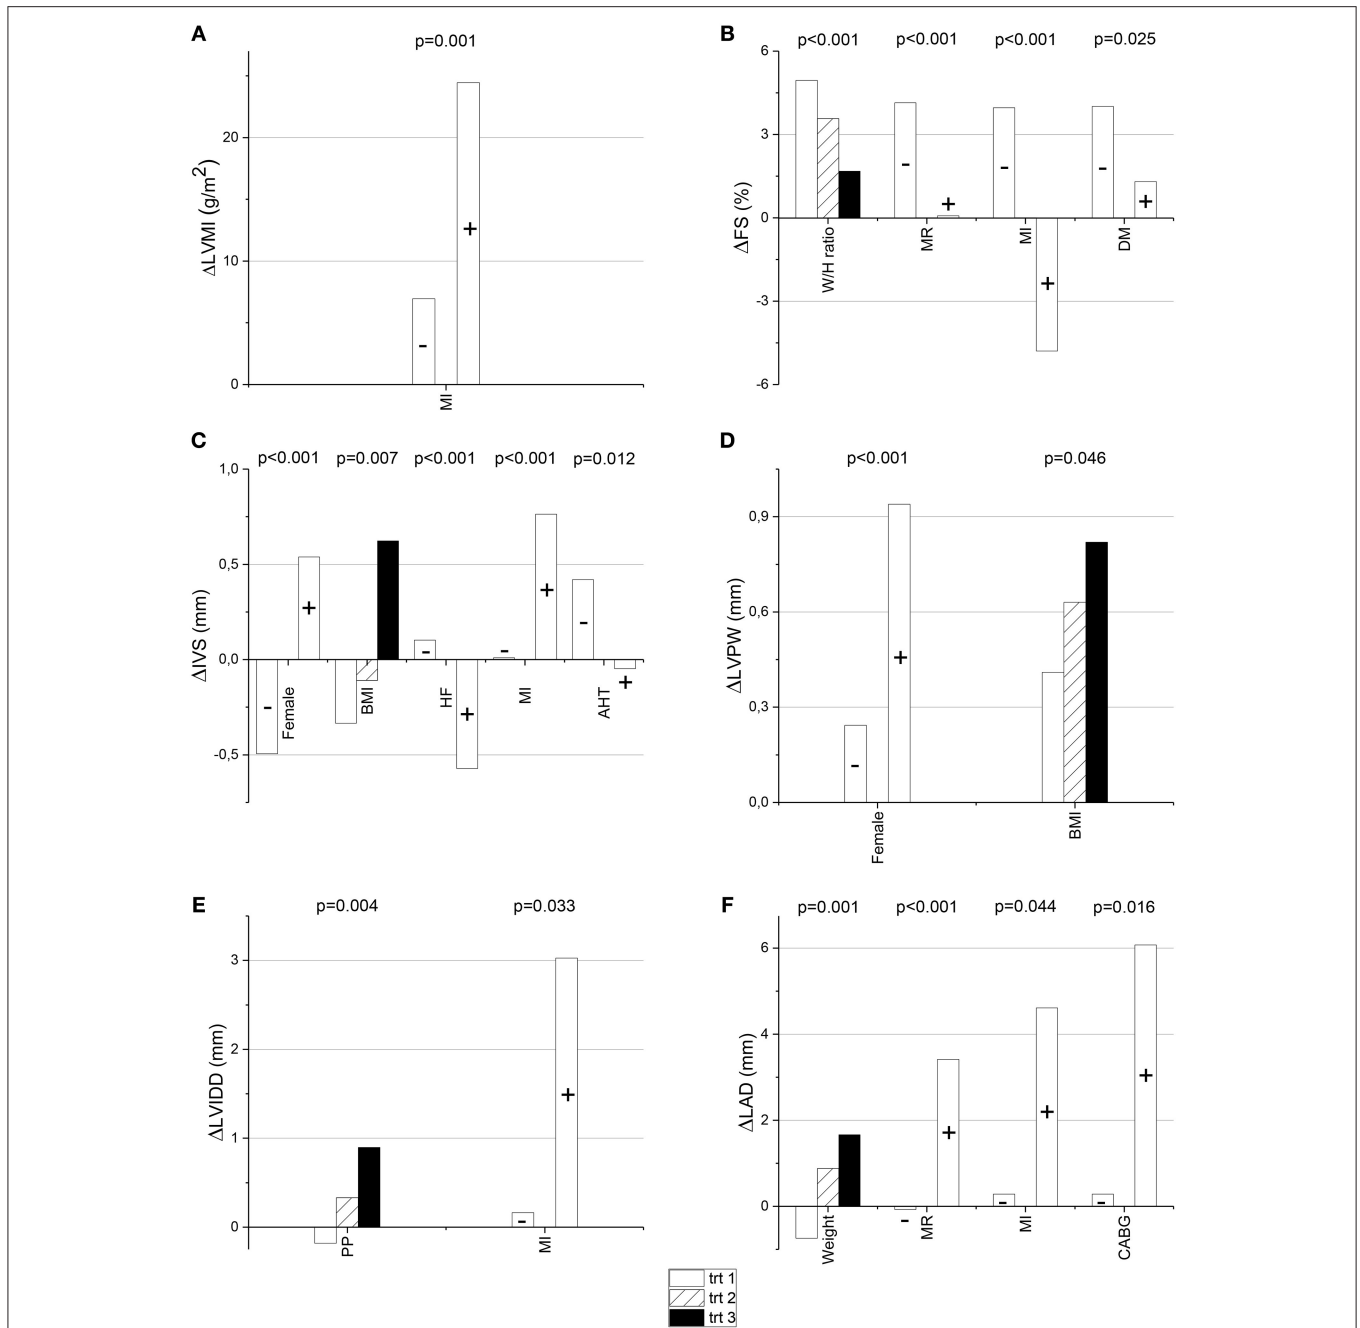 A
p=0.001
ΔLVMI (g/m²)
20
10
0
-
+
MI
B
p<0.001 p<0.001 p<0.001 p=0.025
ΔFS (%)
6
3
0
-3
-6
- + - + - +
W/H ratio MR MI DM
C
p<0.001 p=0.007 p<0.001 p<0.001 p=0.012
ΔIVS (mm)
1,0
0,5
0,0
-0,5
- + - + - + - +
Female BMI HF MI AHT
D
p<0.001 p=0.046
ΔLVPW (mm)
0,9
0,6
0,3
0,0
- +
Female BMI
E
p=0.004 p=0.033
ΔLVIDD (mm)
3
2
1
0
- +
PP MI
F
p=0.001 p<0.001 p=0.044 p=0.016
ΔLAD (mm)
6
4
2
0
- + - + - +
Weight MR MI CABG
trt 1
trt 2
trt 3